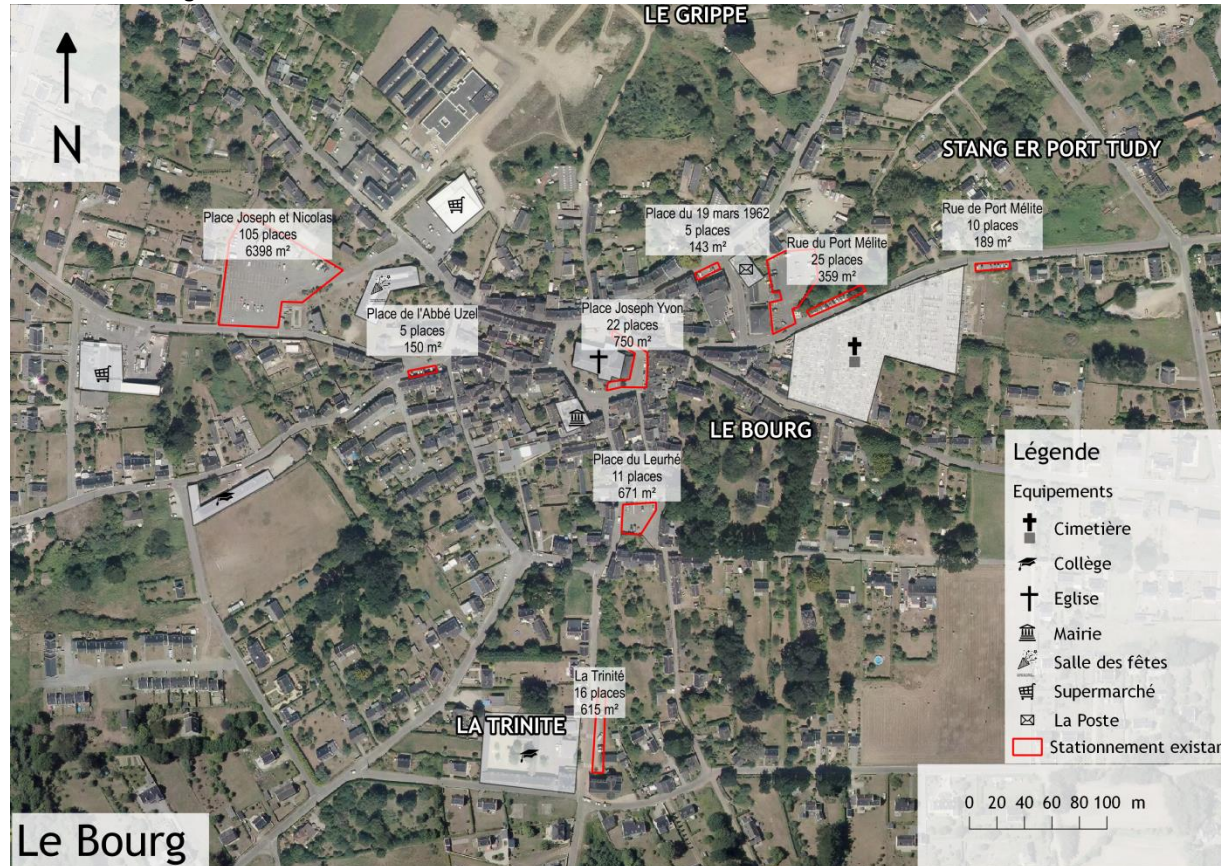 LE GRIPPE
N
STANG ER PORT TUDY
Place Joseph et Nicolas
105 places
6398 m²
Place du 19 mars 1962
5 places
143 m²
Rue de Port Mélite
10 places
189 m²
Rue du Port Mélite
25 places
359 m²
Place de l'Abbé Uzel
5 places
150 m²
Place Joseph Yvon
22 places
750 m²
LE BOURG
Place du Leurhé
11 places
671 m²
La Trinité
16 places
615 m²
LA TRINITE
Légende
Equipements
Cimetière
Collège
Eglise
Mairie
Salle des fêtes
Supermarché
La Poste
Stationnement existan
0 20 40 60 80 100 m
Le Bourg